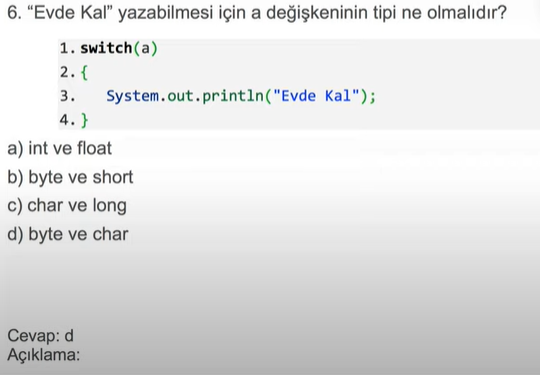 6. “Evde Kal” yazabilmesi için a değişkeninin tipi ne olmalıdır?
1. switch(a)
2. {
3. System.out.println("Evde Kal");
4. }
a) int ve float
b) byte ve short
c) char ve long
d) byte ve char
Cevap: d
Açıklama: